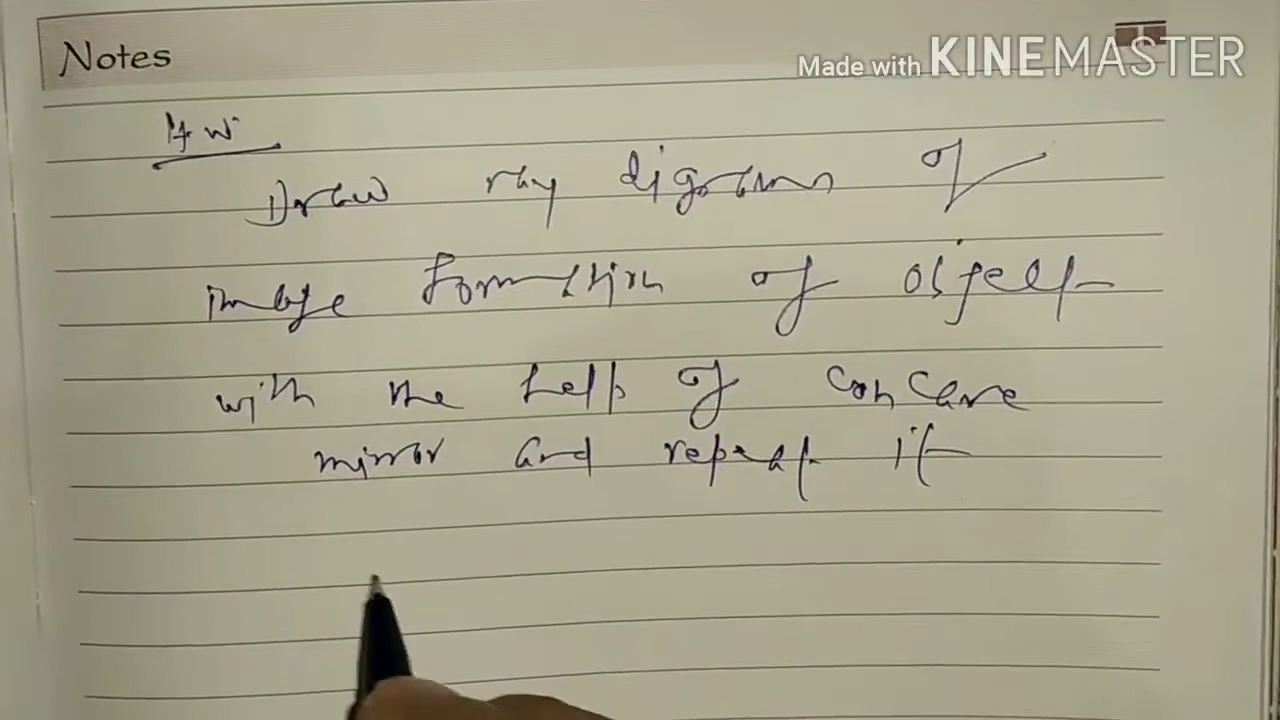 Notes
Made with KINEMASTER
H.W.
Draw ray digrams of
image formation of object
with the help of concave
mirror and repeat it